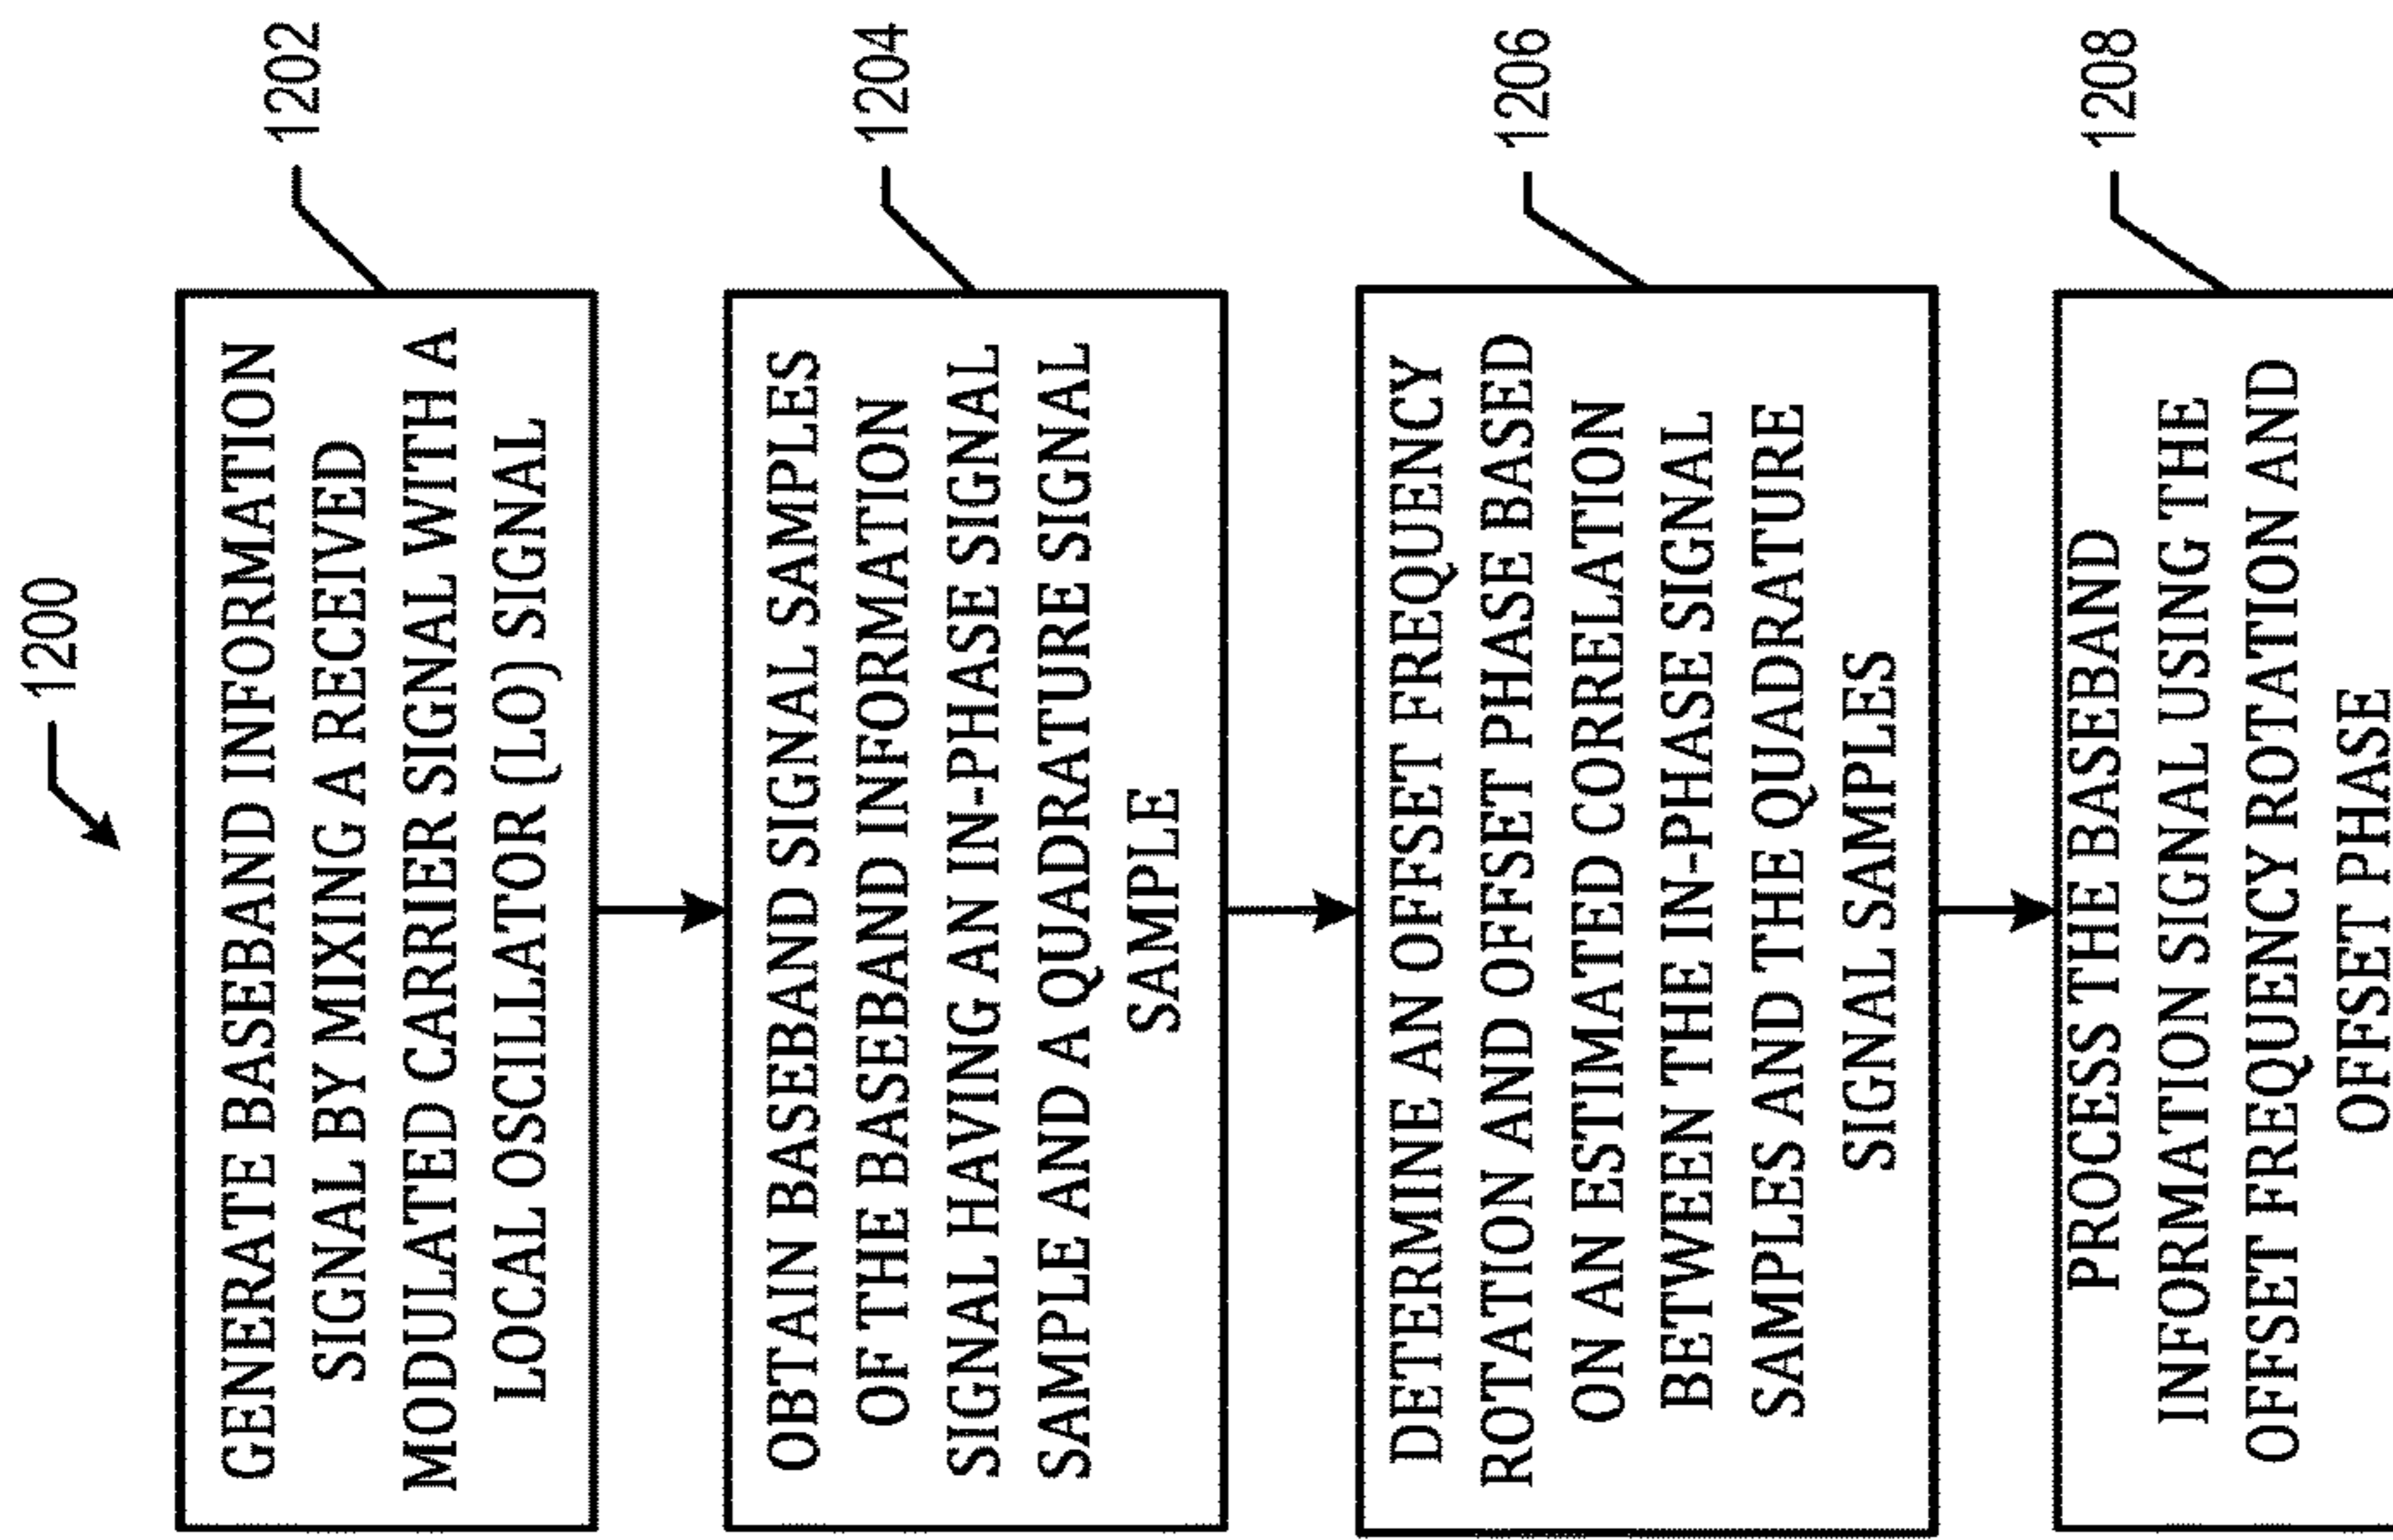 1200
GENERATE BASEBAND INFORMATION
SIGNAL BY MIXING A RECEIVED
MODULATED CARRIER SIGNAL WITH A
LOCAL OSCILLATOR (LO) SIGNAL
1202
OBTAIN BASEBAND SIGNAL SAMPLES
OF THE BASEBAND INFORMATION
SIGNAL HAVING AN IN-PHASE SIGNAL
SAMPLE AND A QUADRATURE SIGNAL
SAMPLE
1204
DETERMINE AN OFFSET FREQUENCY
ROTATION AND OFFSET PHASE BASED
ON AN ESTIMATED CORRELATION
BETWEEN THE IN-PHASE SIGNAL
SAMPLES AND THE QUADRATURE
SIGNAL SAMPLES
1206
PROCESS THE BASEBAND
INFORMATION SIGNAL USING THE
OFFSET FREQUENCY ROTATION AND
OFFSET PHASE
1208